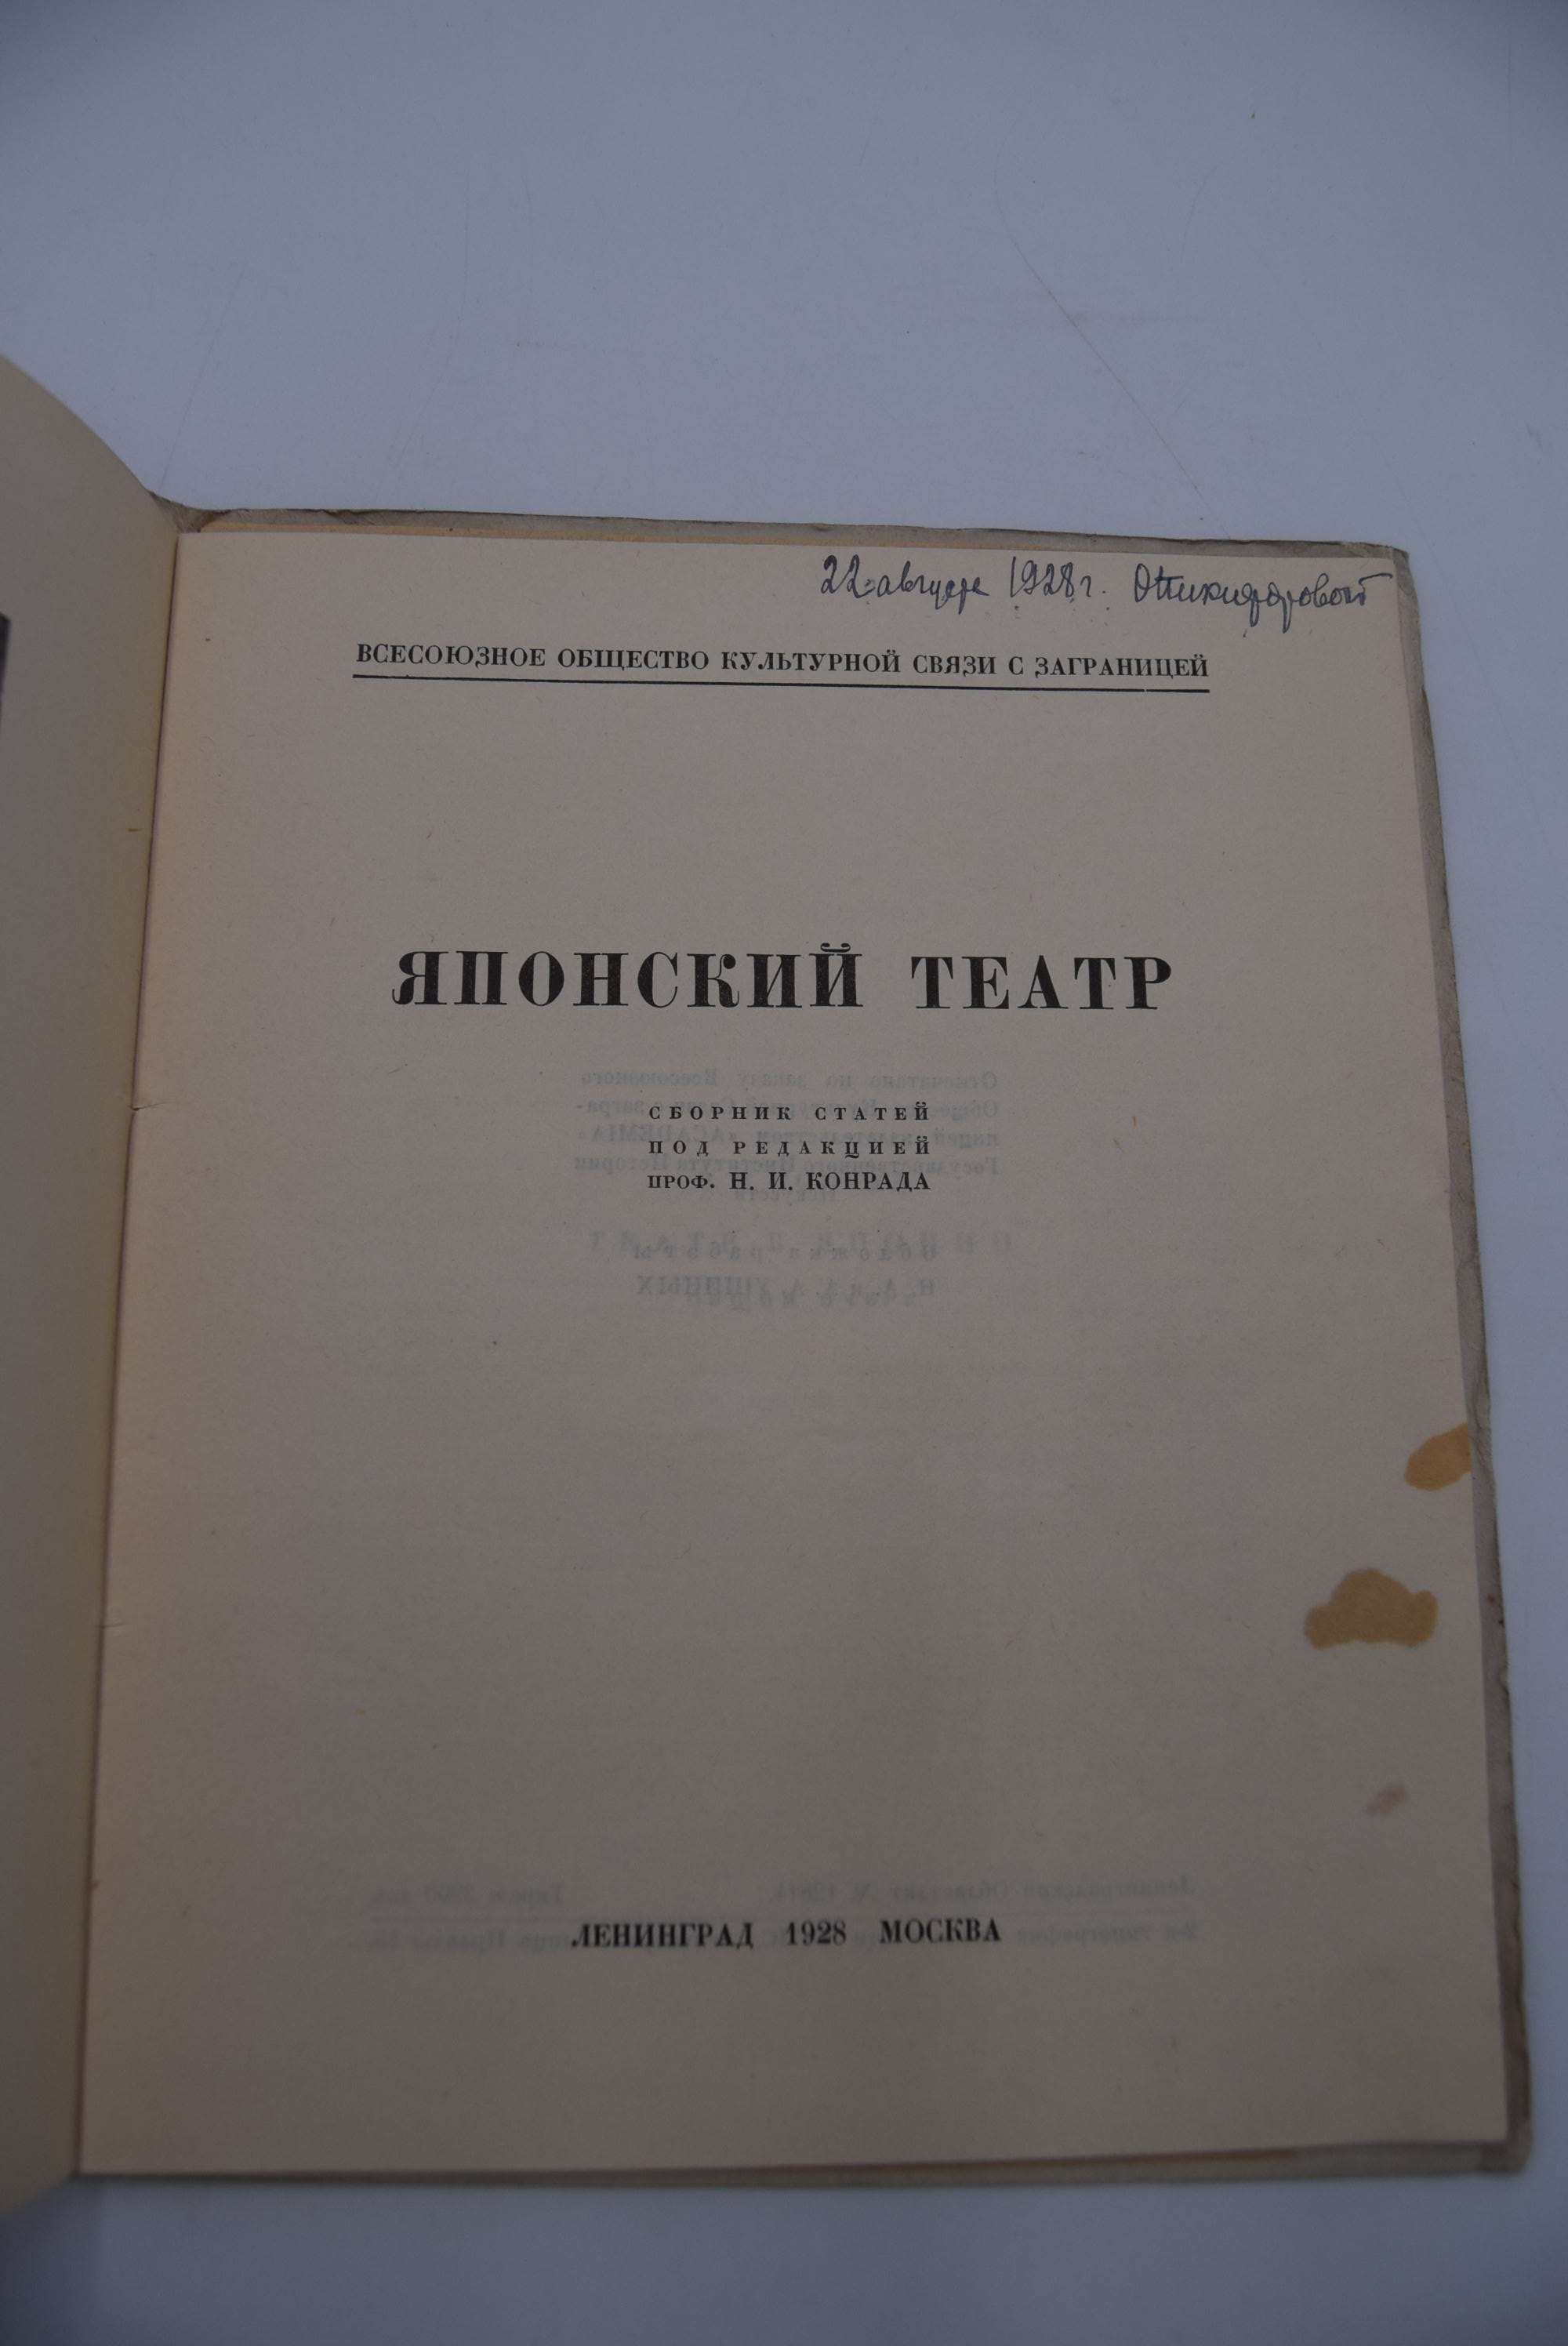 22 августа 1928 г. О Никифоровой
ВСЕСОЮЗНОЕ ОБЩЕСТВО КУЛЬТУРНОЙ СВЯЗИ С ЗАГРАНИЦЕЙ
ЯПОНСКИЙ ТЕАТР
СБОРНИК СТАТЕЙ
ПОД РЕДАКЦИЕЙ
ПРОФ. Н. И. КОНРАДА
ЛЕНИНГРАД 1928 МОСКВА